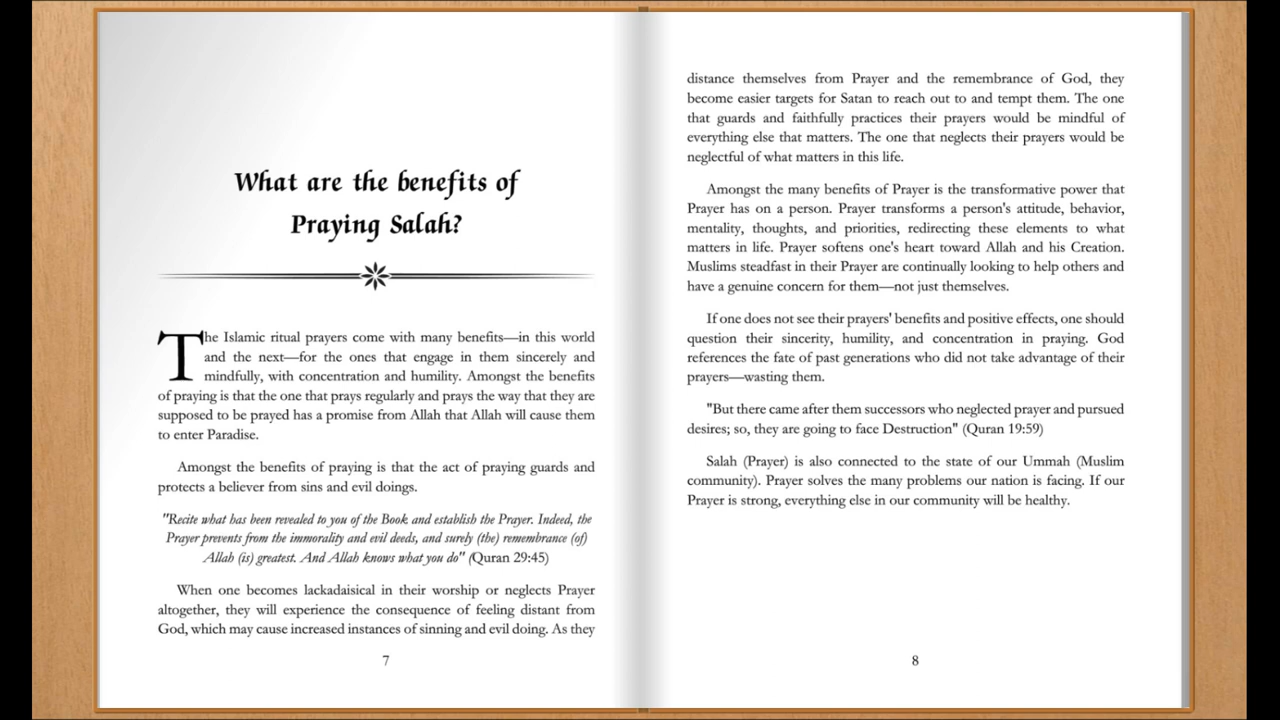 What are the benefits of
Praying Salah?
The Islamic ritual prayers come with many benefits—in this world
and the next—for the ones that engage in them sincerely and
mindfully, with concentration and humility. Amongst the benefits
of praying is that the one that prays regularly and prays the way that they are
supposed to be prayed has a promise from Allah that Allah will cause them
to enter Paradise.
Amongst the benefits of praying is that the act of praying guards and
protects a believer from sins and evil doings.
"Recite what has been revealed to you of the Book and establish the Prayer. Indeed, the
Prayer prevents from the immorality and evil deeds, and surely (the) remembrance (of)
Allah (is) greatest. And Allah knows what you do" (Quran 29:45)
When one becomes lackadaisical in their worship or neglects Prayer
altogether, they will experience the consequence of feeling distant from
God, which may cause increased instances of sinning and evil doing. As they
7
distance themselves from Prayer and the remembrance of God, they
become easier targets for Satan to reach out to and tempt them. The one
that guards and faithfully practices their prayers would be mindful of
everything else that matters. The one that neglects their prayers would be
neglectful of what matters in this life.
Amongst the many benefits of Prayer is the transformative power that
Prayer has on a person. Prayer transforms a person's attitude, behavior,
mentality, thoughts, and priorities, redirecting these elements to what
matters in life. Prayer softens one's heart toward Allah and his Creation.
Muslims steadfast in their Prayer are continually looking to help others and
have a genuine concern for them—not just themselves.
If one does not see their prayers' benefits and positive effects, one should
question their sincerity, humility, and concentration in praying. God
references the fate of past generations who did not take advantage of their
prayers—wasting them.
"But there came after them successors who neglected prayer and pursued
desires; so, they are going to face Destruction" (Quran 19:59)
Salah (Prayer) is also connected to the state of our Ummah (Muslim
community). Prayer solves the many problems our nation is facing. If our
Prayer is strong, everything else in our community will be healthy.
8